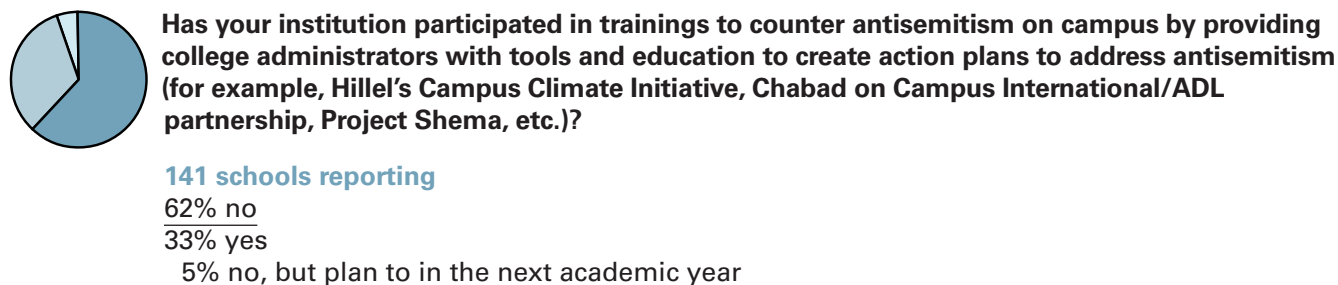 Has your institution participated in trainings to counter antisemitism on campus by providing
college administrators with tools and education to create action plans to address antisemitism
(for example, Hillel’s Campus Climate Initiative, Chabad on Campus International/ADL
partnership, Project Shema, etc.)?
141 schools reporting
62% no
33% yes
5% no, but plan to in the next academic year